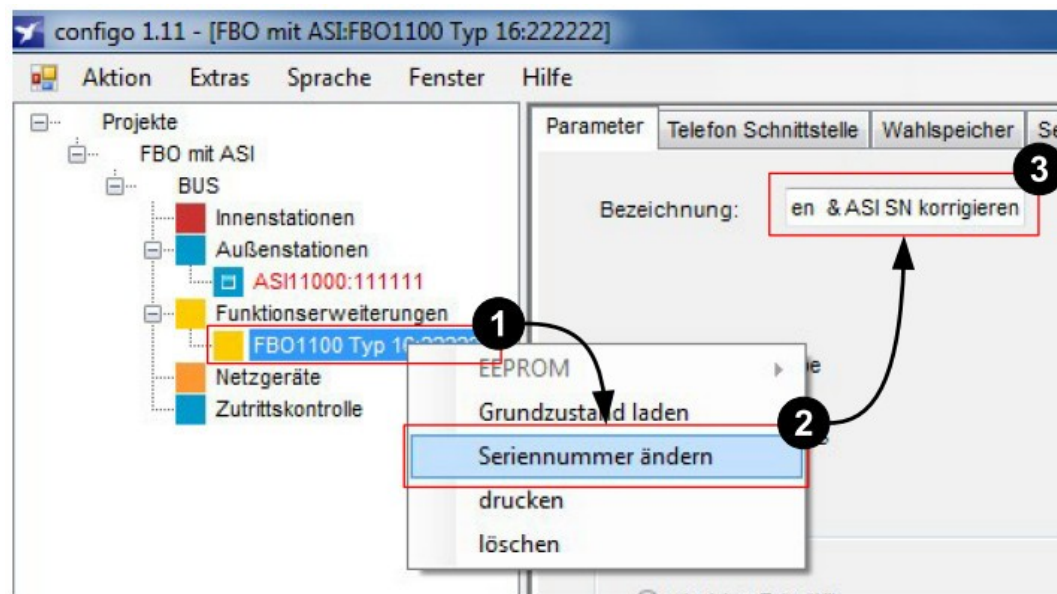 configo 1.11 - [FBO mit ASI:FBO1100 Typ 16:222222]
Aktion Extras Sprache Fenster Hilfe
Projekte
FBO mit ASI
BUS
Innenstationen
Außenstationen
ASI11000:111111
Funktionserweiterungen
FBO1100 Typ
Netzgeräte
Zutrittskontrolle
Parameter Telefon Schnittstelle Wahlspeicher
Bezeichnung: en & ASI SN korrigieren
3
1
EEPROM
Grundzustand laden
2
Seriennummer ändern
drucken
löschen